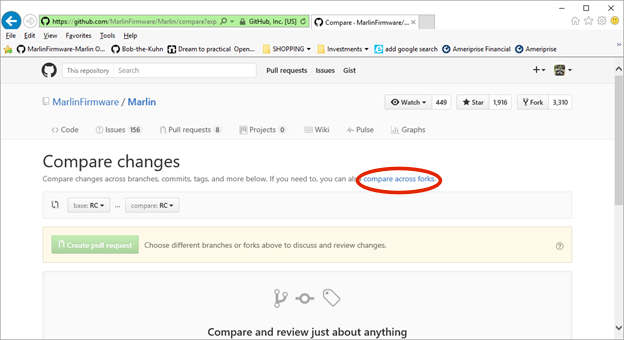 https://github.com/MarlinFirmware/Marlin/compare?exp
GitHub, Inc. [US]
Compare - MarlinFirmware/...
File Edit View Favorites Tools Help
MarlinFirmware-Marlin O...
Bob-the-Kuhn
Dream to practical Open...
SHOPPING
Investments
add google search
Ameriprise Financial
Ameriprise
This repository Search
Pull requests Issues Gist
MarlinFirmware / Marlin
Watch 449
Star 1,916
Fork 3,310
Code
Issues 156
Pull requests 8
Projects 0
Wiki
Pulse
Graphs
Compare changes
Compare changes across branches, commits, tags, and more below. If you need to, you can also compare across forks.
base: RC ... compare: RC
Create pull request Choose different branches or forks above to discuss and review changes.
Compare and review just about anything